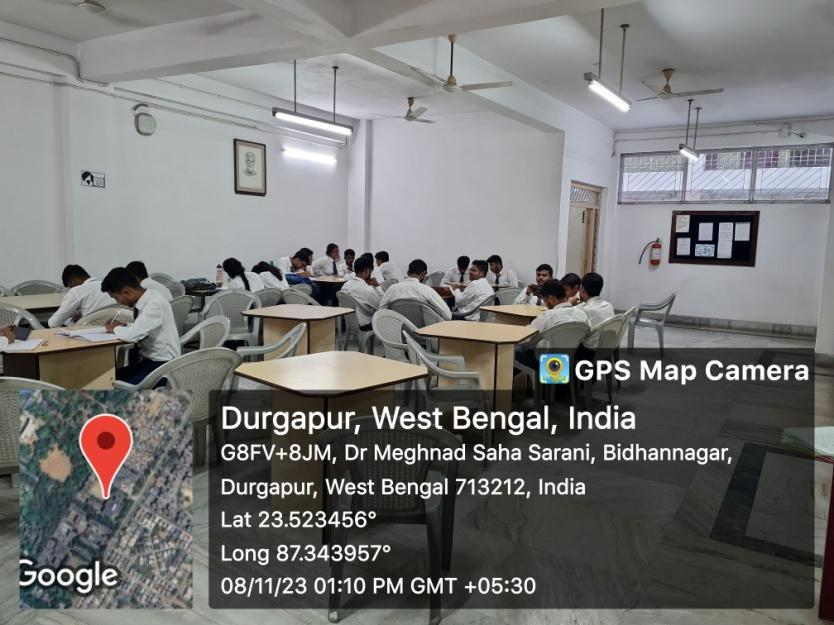 GPS Map Camera
Durgapur, West Bengal, India
G8FV+8JM, Dr Meghnad Saha Sarani, Bidhannagar,
Durgapur, West Bengal 713212, India
Lat 23.523456°
Long 87.343957°
08/11/23 01:10 PM GMT +05:30
Google